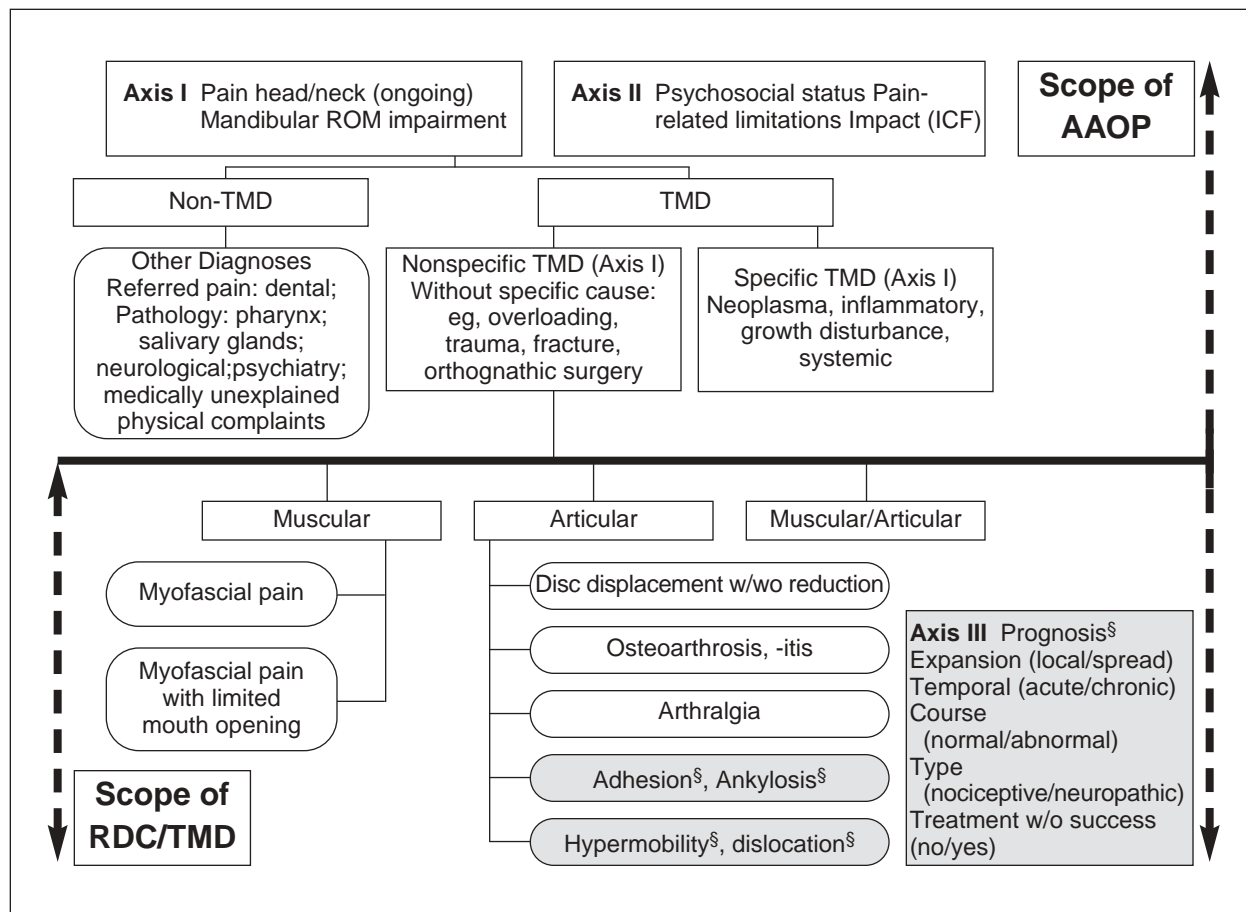 Axis I Pain head/neck (ongoing)
Mandibular ROM impairment
Axis II Psychosocial status Pain-
related limitations Impact (ICF)
Scope of
AAOP
Non-TMD
TMD
Other Diagnoses
Referred pain: dental;
Pathology: pharynx;
salivary glands;
neurological;psychiatry;
medically unexplained
physical complaints
Nonspecific TMD (Axis I)
Without specific cause:
eg, overloading,
trauma, fracture,
orthognathic surgery
Specific TMD (Axis I)
Neoplasma, inflammatory,
growth disturbance,
systemic
Muscular
Articular
Muscular/Articular
Myofascial pain
Myofascial pain
with limited
mouth opening
Disc displacement w/wo reduction
Osteoarthrosis, -itis
Arthralgia
Adhesion§, Ankylosis§
Hypermobility§, dislocation§
Axis III Prognosis§
Expansion (local/spread)
Temporal (acute/chronic)
Course
(normal/abnormal)
Type
(nociceptive/neuropathic)
Treatment w/o success
(no/yes)
Scope of
RDC/TMD